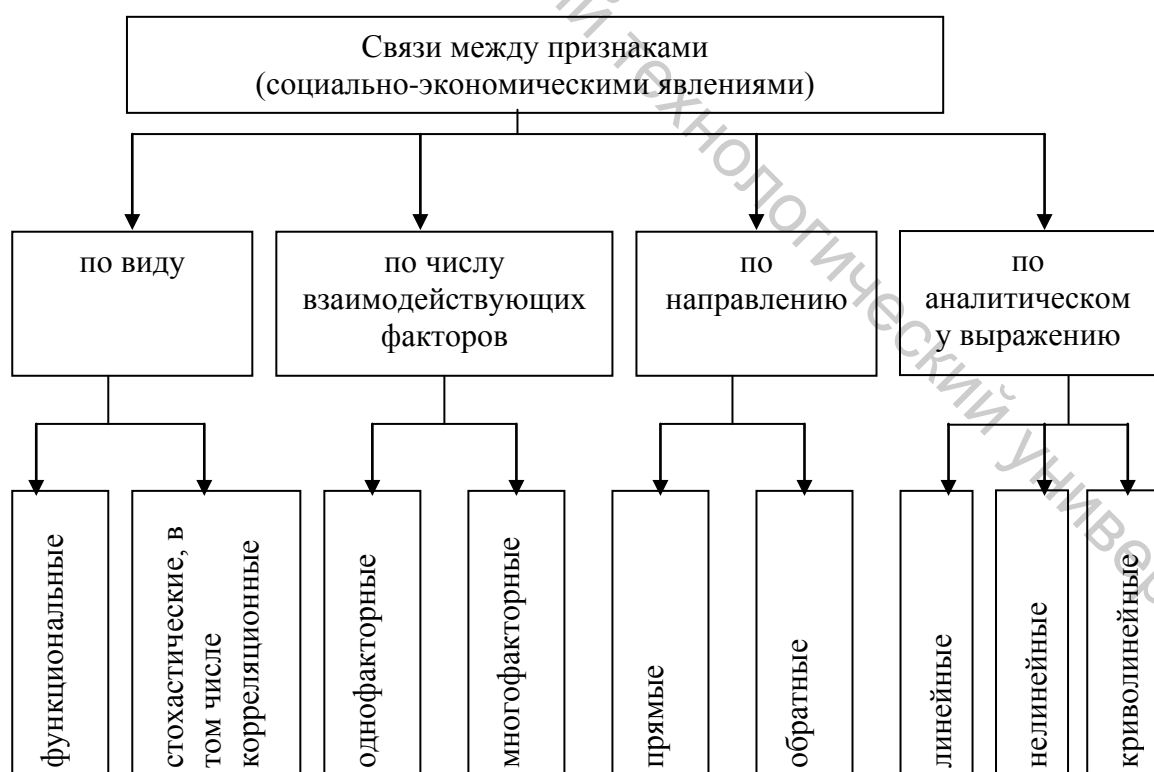 Связи между признаками
(социально-экономическими явлениями)
по виду
по числу
взаимодействующих
факторов
по
направлению
по
аналитическом
у выражению
функциональные
стохастические, в
том числе
корреляционные
однофакторные
многофакторные
прямые
обратные
линейные
нелинейные
криволинейные
технологический